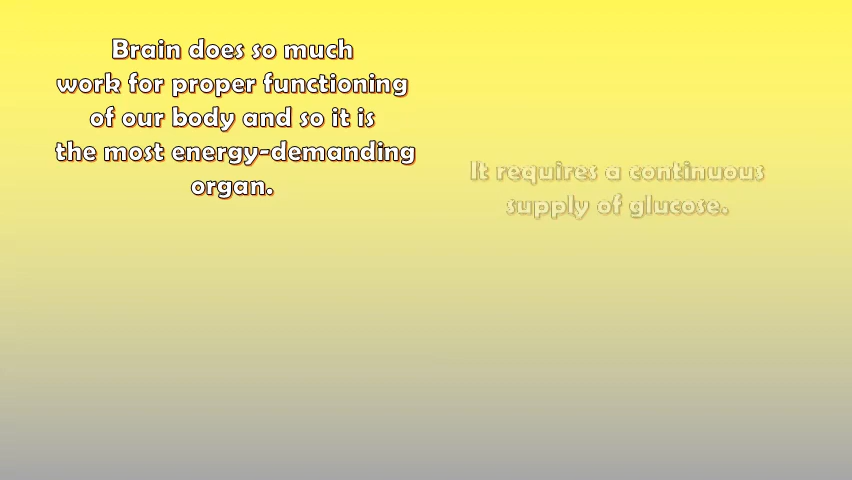 Brain does so much
work for proper functioning
of our body and so it is
the most energy-demanding
organ.
It requires a continuous
supply of glucose.